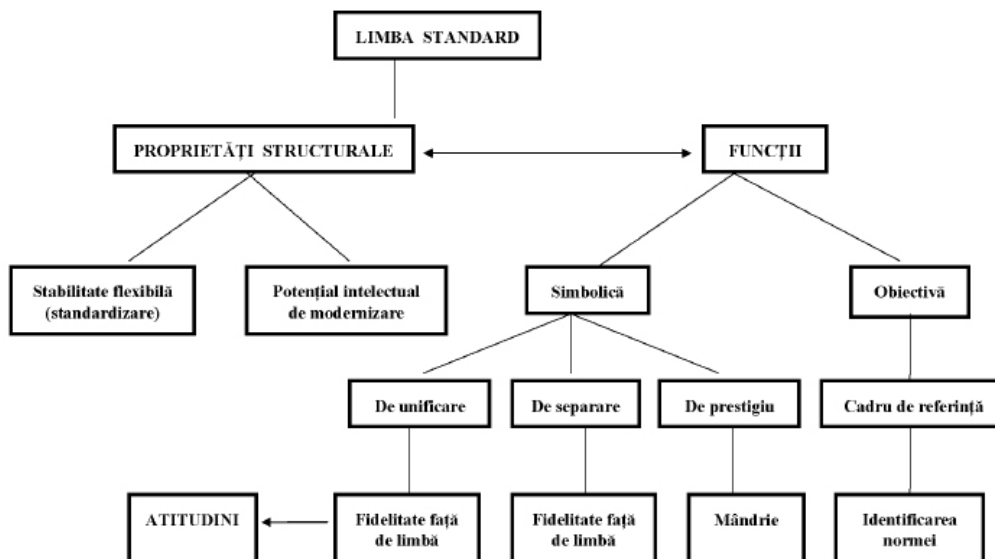 LIMBA STANDARD
PROPRIETĂȚI STRUCTURALE
FUNCȚII
Stabilitate flexibilă
(standardizare)
Potențial intelectual
de modernizare
Simbolică
Obiectivă
De unificare
De separare
De prestigiu
Cadru de referință
ATITUDINI
Fidelitate față
de limbă
Fidelitate față
de limbă
Mândrie
Identificarea
normei